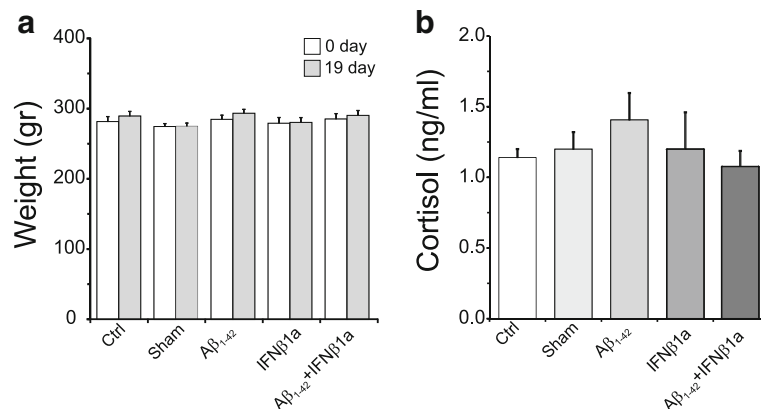 a
Weight (gr)
400
300
200
100
0
0 day
19 day
Ctrl
Sham
Aβ₁₋₄₂
IFNβ1a
Aβ₁₋₄₂+IFNβ1a
b
Cortisol (ng/ml)
2.0
1.5
1.0
0.5
0.0
Ctrl
Sham
Aβ₁₋₄₂
IFNβ1a
Aβ₁₋₄₂+IFNβ1a